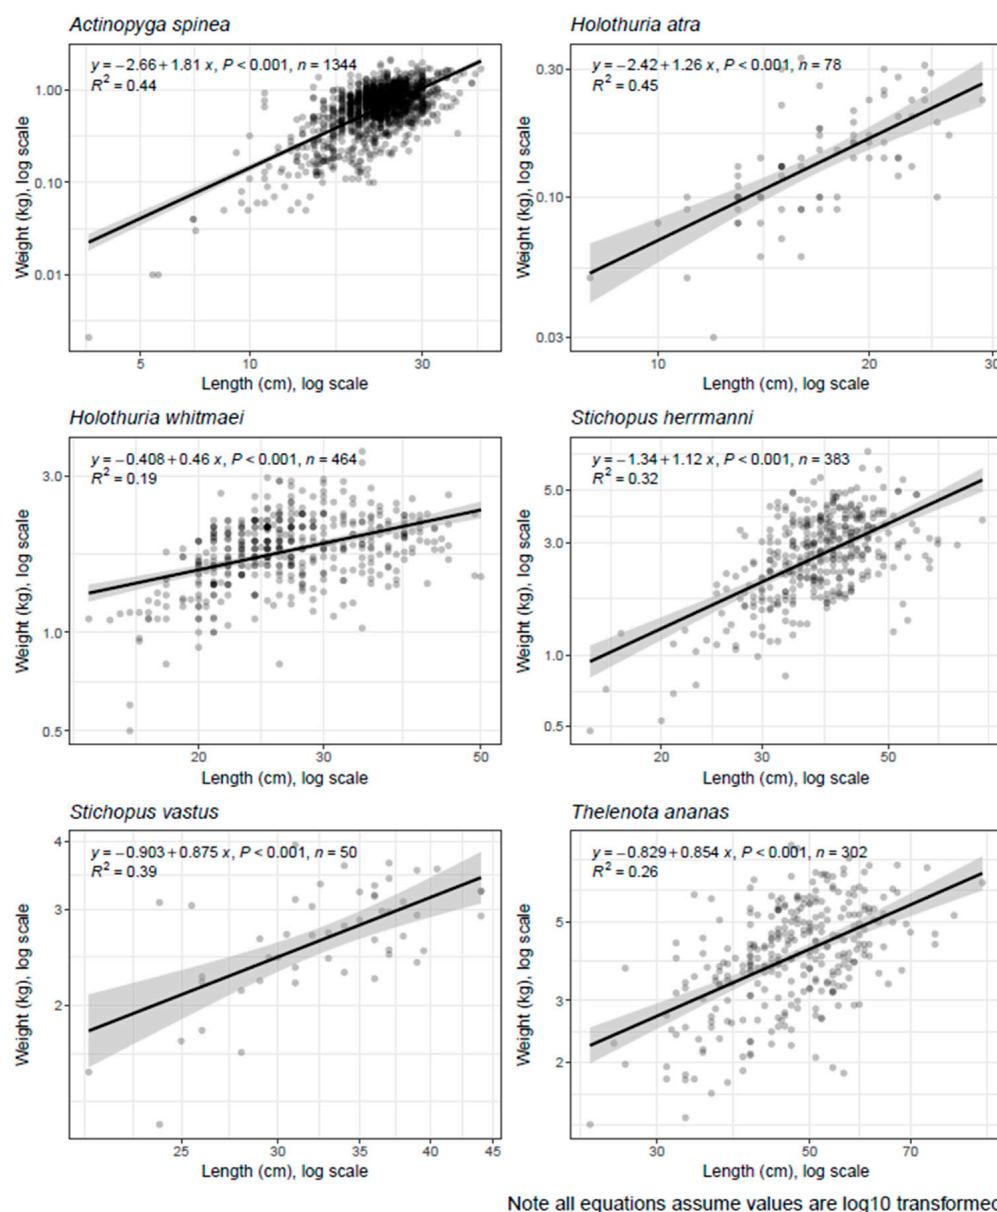 Actinopyga spinea
y = −2.66 + 1.81 x, P < 0.001, n = 1344
R² = 0.44
1.00
0.10
0.01
Weight (kg), log scale
5 10 30
Length (cm), log scale
Holothuria atra
y = −2.42 + 1.26 x, P < 0.001, n = 78
R² = 0.45
0.30
0.10
0.03
Weight (kg), log scale
10 20 30
Length (cm), log scale
Holothuria whitmaei
y = −0.408 + 0.46 x, P < 0.001, n = 464
R² = 0.19
3.0
1.0
0.5
Weight (kg), log scale
20 30 50
Length (cm), log scale
Stichopus herrmanni
y = −1.34 + 1.12 x, P < 0.001, n = 383
R² = 0.32
5.0
3.0
1.0
0.5
Weight (kg), log scale
20 30 50
Length (cm), log scale
Stichopus vastus
y = −0.903 + 0.875 x, P < 0.001, n = 50
R² = 0.39
4
3
2
Weight (kg), log scale
25 30 35 40 45
Length (cm), log scale
Thelenota ananas
y = −0.829 + 0.854 x, P < 0.001, n = 302
R² = 0.26
5
3
2
Weight (kg), log scale
30 50 70
Length (cm), log scale
Note all equations assume values are log10 transformed